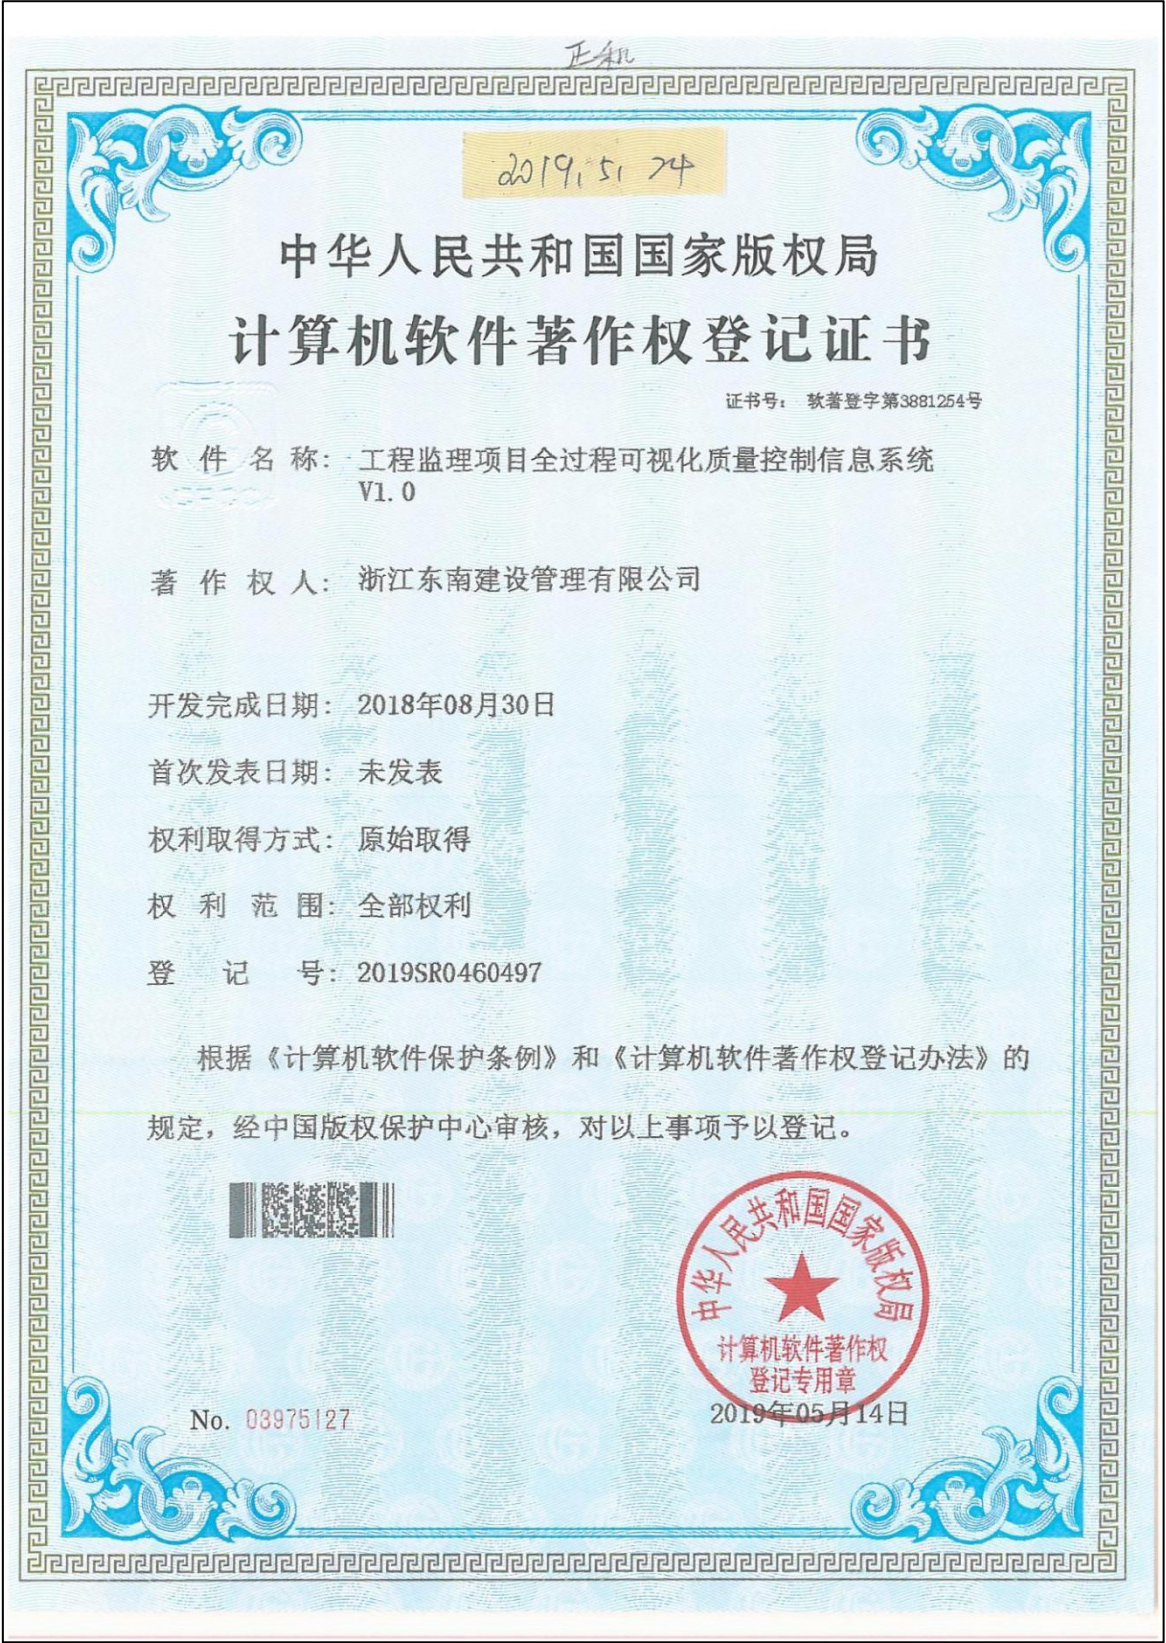 2019.5.24
中华人民共和国国家版权局
计算机软件著作权登记证书
证书号： 软著登字第3881254号
软件名称： 工程监理项目全过程可视化质量控制信息系统
V1.0
著作权人： 浙江东南建设管理有限公司
开发完成日期： 2018年08月30日
首次发表日期： 未发表
权利取得方式： 原始取得
权利范围： 全部权利
登记号： 2019SR0460497
根据《计算机软件保护条例》和《计算机软件著作权登记办法》的
规定，经中国版权保护中心审核，对以上事项予以登记。
中华人民共和国国家版权局
计算机软件著作权
登记专用章
No. 03975127
2019年05月14日